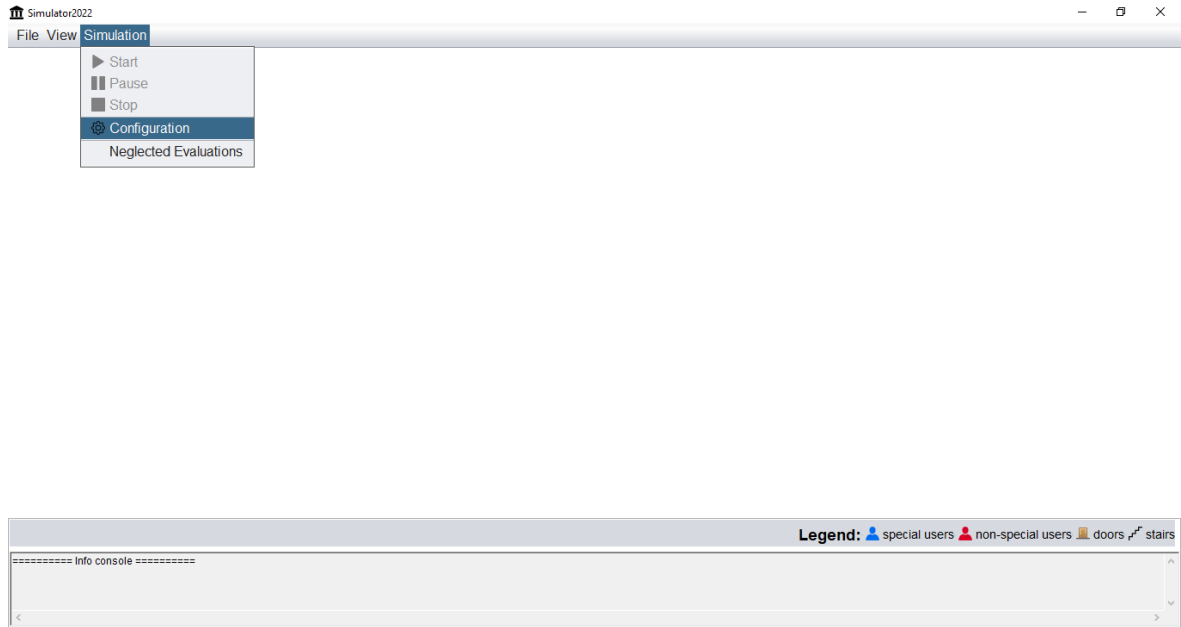 Simulator2022
File View Simulation
Start
Pause
Stop
Configuration
Neglected Evaluations
Legend: special users non-special users doors stairs
========== Info console ==========